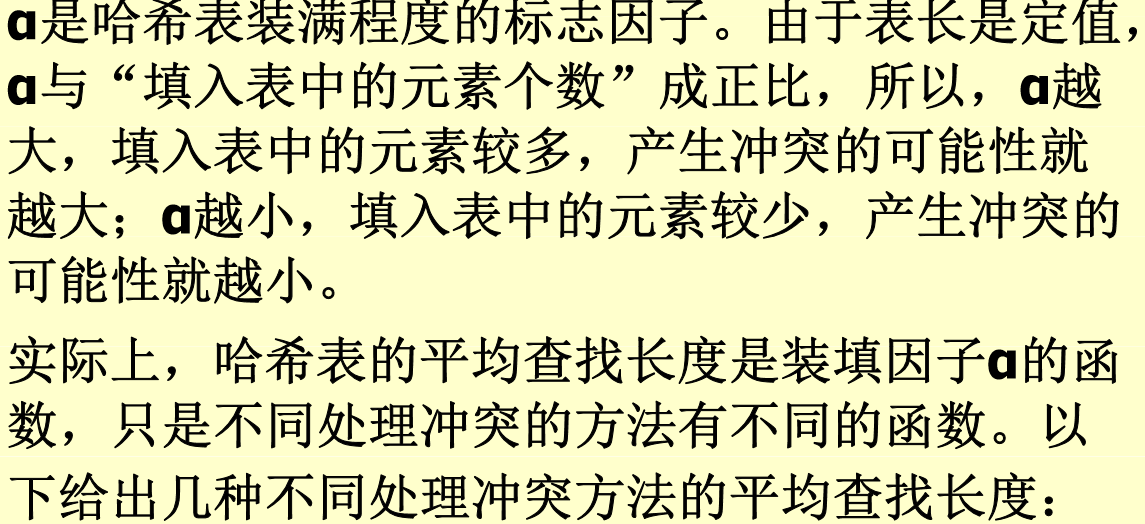 α是哈希表装满程度的标志因子。由于表长是定值，
α与“填入表中的元素个数”成正比，所以，α越
大，填入表中的元素较多，产生冲突的可能性就
越大；α越小，填入表中的元素较少，产生冲突的
可能性就越小。
实际上，哈希表的平均查找长度是装填因子α的函
数，只是不同处理冲突的方法有不同的函数。以
下给出几种不同处理冲突方法的平均查找长度：